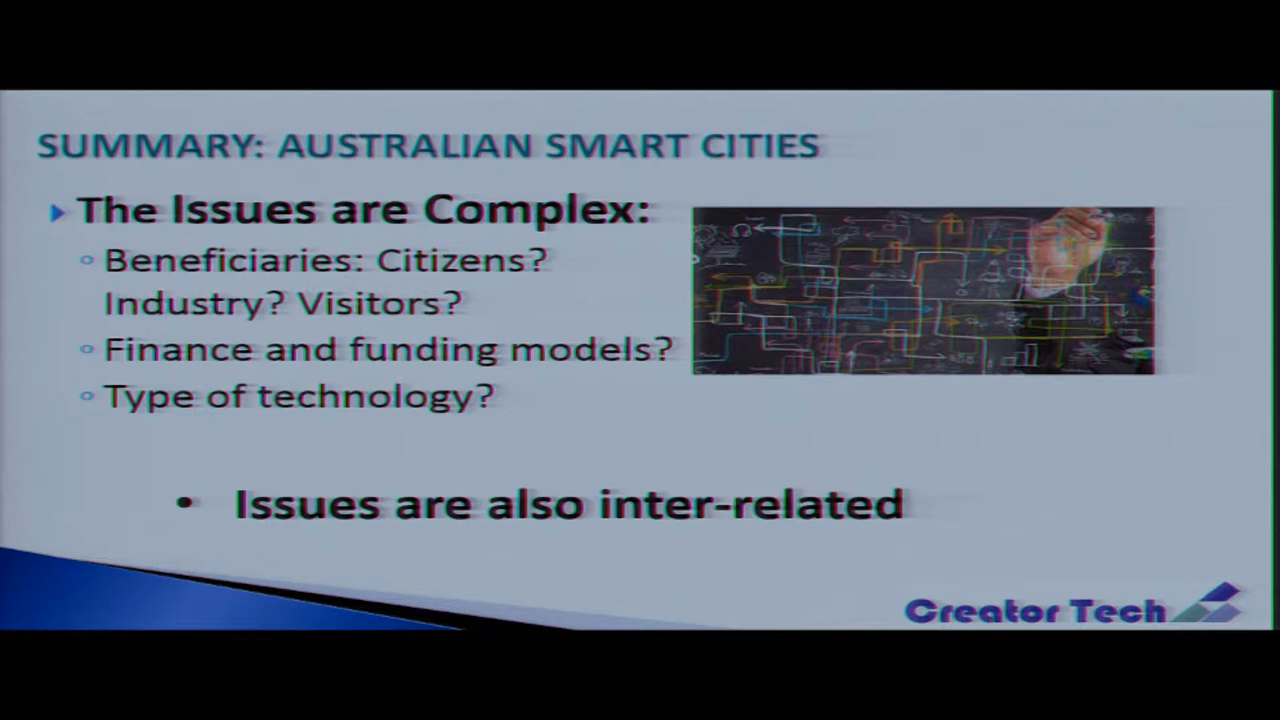 SUMMARY: AUSTRALIAN SMART CITIES
The Issues are Complex:
Beneficiaries: Citizens?
Industry? Visitors?
Finance and funding models?
Type of technology?
• Issues are also inter-related
Creator Tech